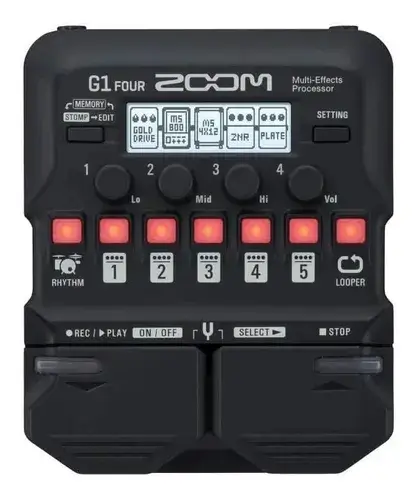 G1 FOUR ZOOM Multi-Effects
Processor
MEMORY
STOMP → EDIT
SETTING
GOLD DRIVE
MS 800
MS 4X12
ZNR
PLATE
1 2 3 4
Lo Mid Hi Vol
RHYTHM 1 2 3 4 5 LOOPER
● REC / ▶ PLAY ON / OFF SELECT ▶ ■ STOP